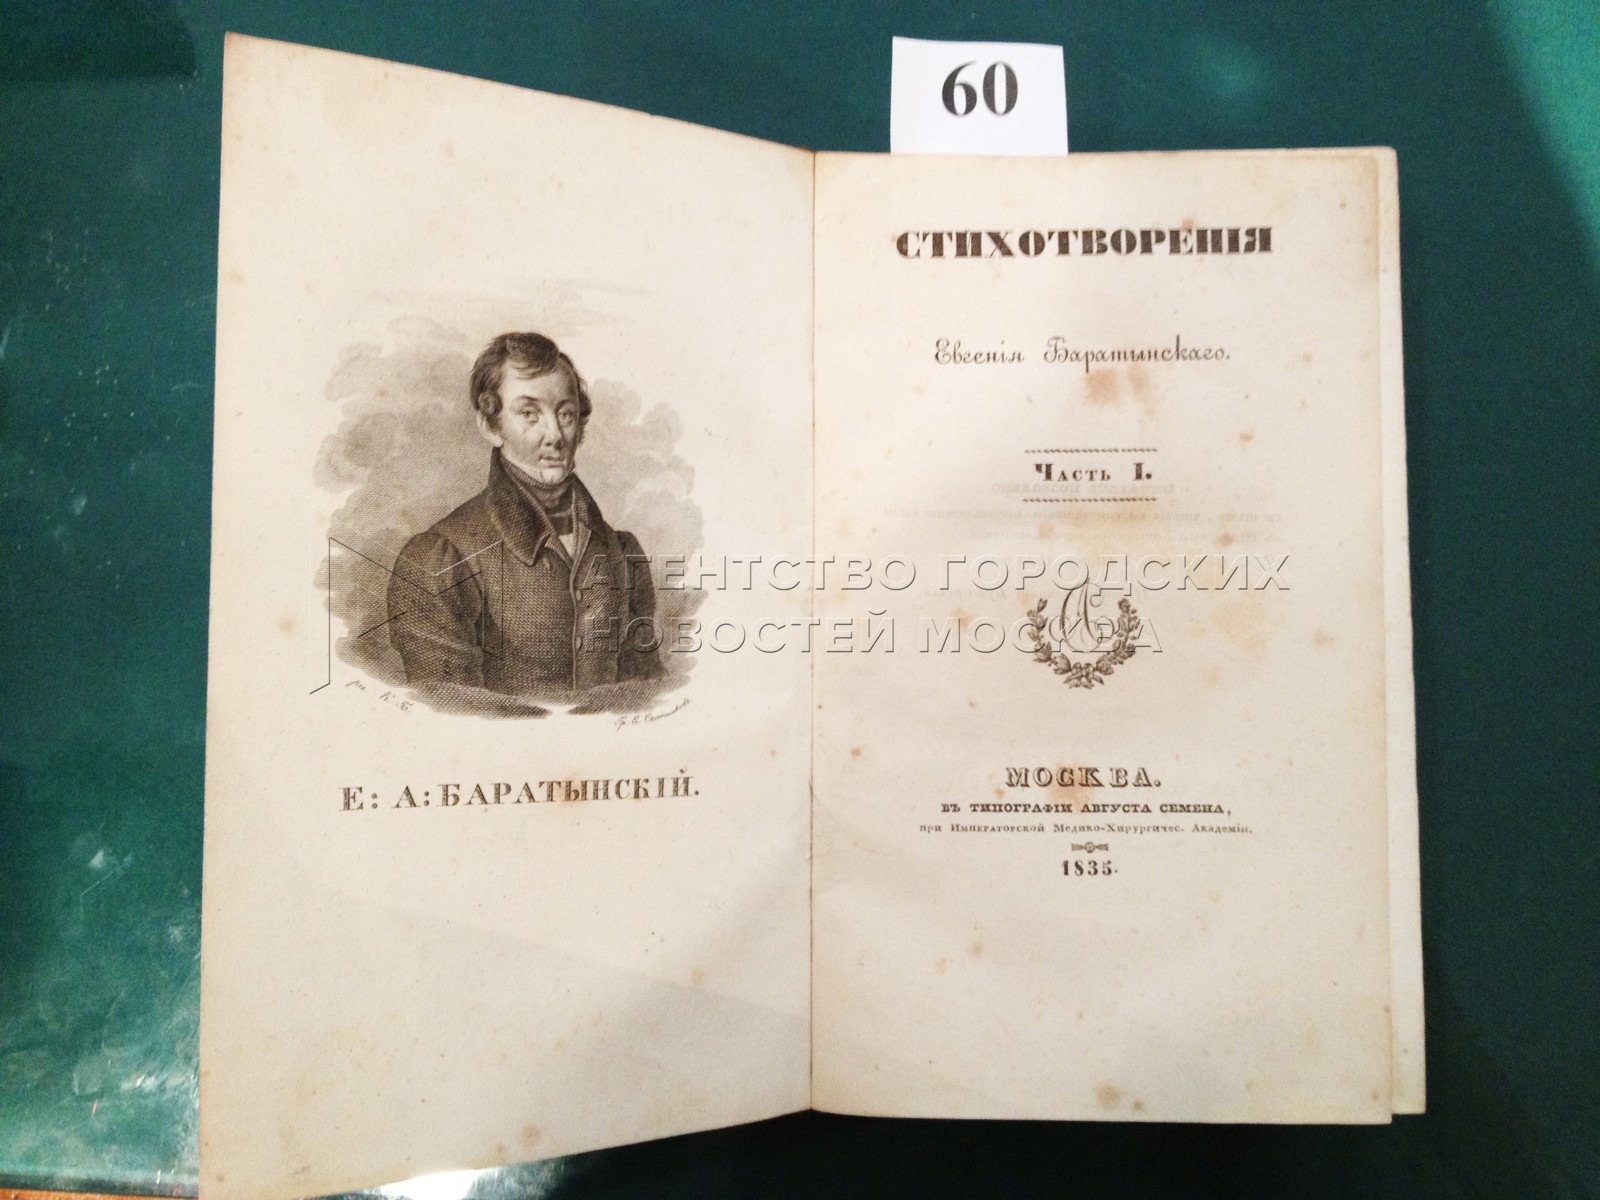 60
СТИХОТВОРЕНІЯ
Евгенія Баратынскаго.
Часть I.
МОСКВА.
ВЪ ТИПОГРАФІИ АВГУСТА СЕМЕНА,
при Императорской Медико-Хирургичес. Академіи.
1835.
Е: А: БАРАТЫНСКІЙ.
АГЕНТСТВО ГОРОДСКИХ
НОВОСТЕЙ МОСКВА